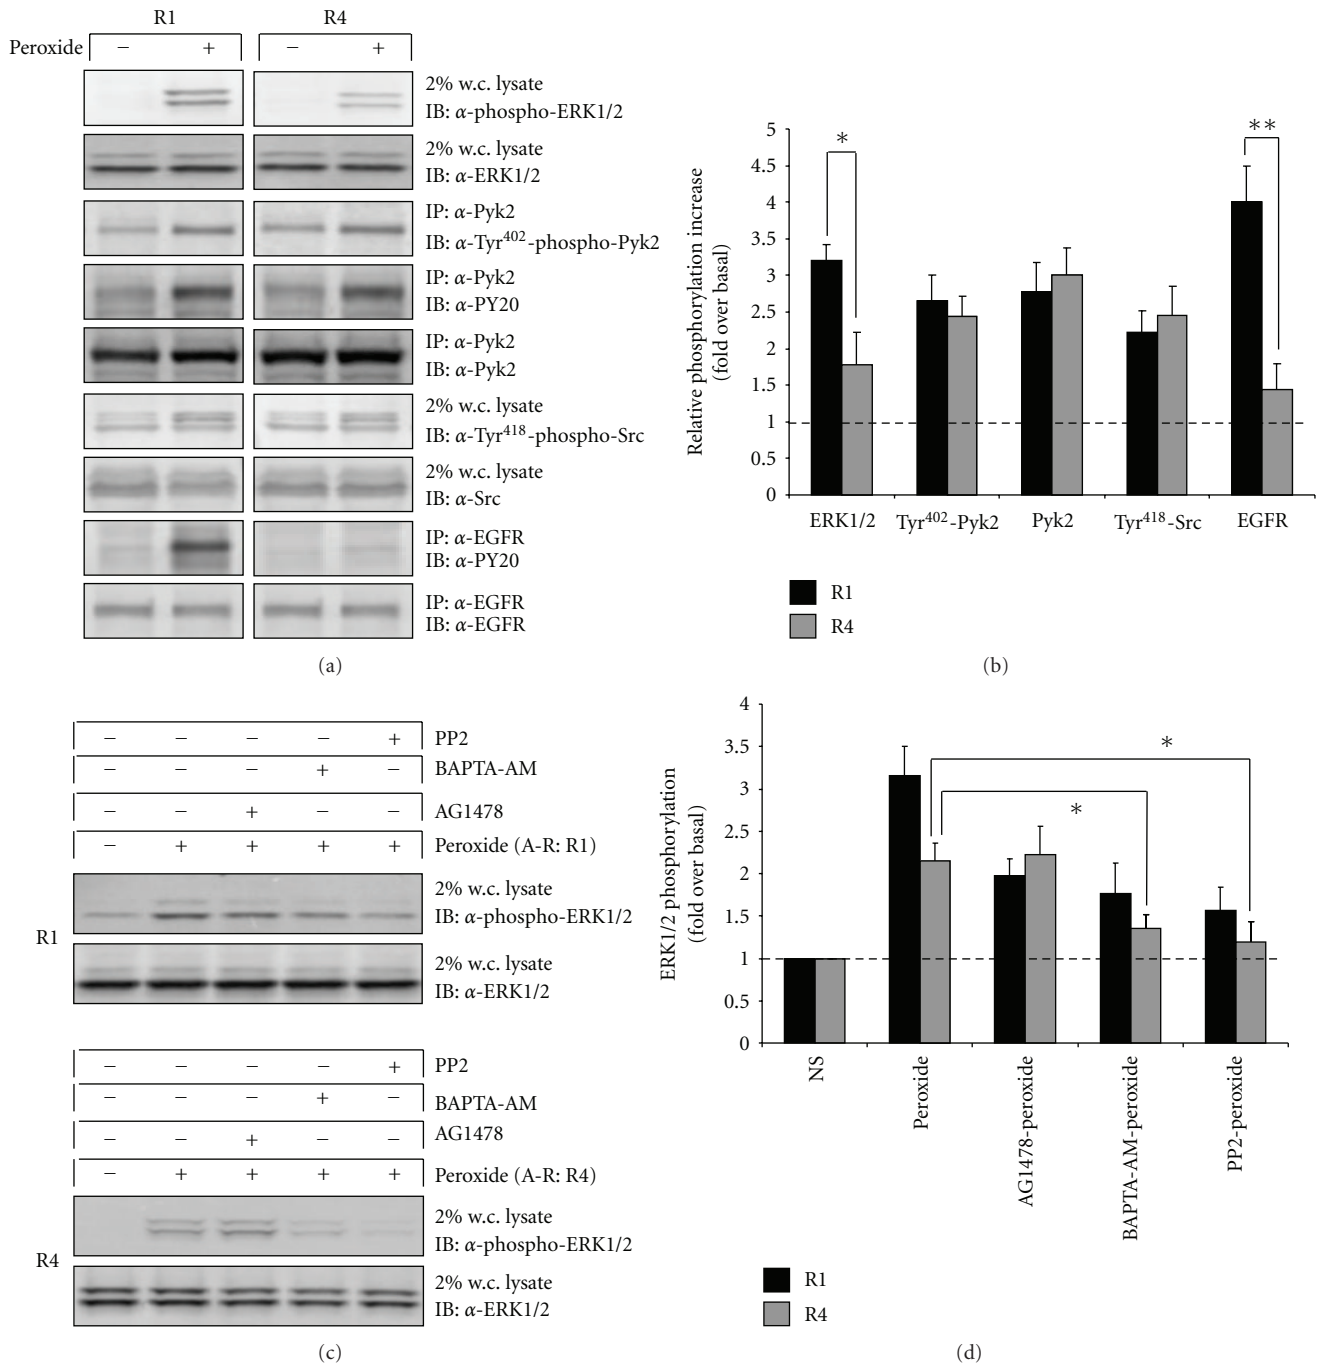 R1 R4
Peroxide − + − +
2% w.c. lysate
IB: α-phospho-ERK1/2
2% w.c. lysate
IB: α-ERK1/2
IP: α-Pyk2
IB: α-Tyr⁴⁰²-phospho-Pyk2
IP: α-Pyk2
IB: α-PY20
IP: α-Pyk2
IB: α-Pyk2
2% w.c. lysate
IB: α-Tyr⁴¹⁸-phospho-Src
2% w.c. lysate
IB: α-Src
IP: α-EGFR
IB: α-PY20
IP: α-EGFR
IB: α-EGFR
(a)
Relative phosphorylation increase
(fold over basal)
5
4.5
4
3.5
3
2.5
2
1.5
1
0.5
0
* **
ERK1/2 Tyr⁴⁰²-Pyk2 Pyk2 Tyr⁴¹⁸-Src EGFR
R1
R4
(b)
− − − − + PP2
− − − + − BAPTA-AM
− − + − − AG1478
− + + + + Peroxide (A-R: R1)
R1
2% w.c. lysate
IB: α-phospho-ERK1/2
2% w.c. lysate
IB: α-ERK1/2
− − − − + PP2
− − − + − BAPTA-AM
− − + − − AG1478
− + + + + Peroxide (A-R: R4)
R4
2% w.c. lysate
IB: α-phospho-ERK1/2
2% w.c. lysate
IB: α-ERK1/2
(c)
ERK1/2 phosphorylation
(fold over basal)
4
3.5
3
2.5
2
1.5
1
0.5
0
*
*
NS
Peroxide
AG1478-peroxide
BAPTA-AM-peroxide
PP2-peroxide
R1
R4
(d)